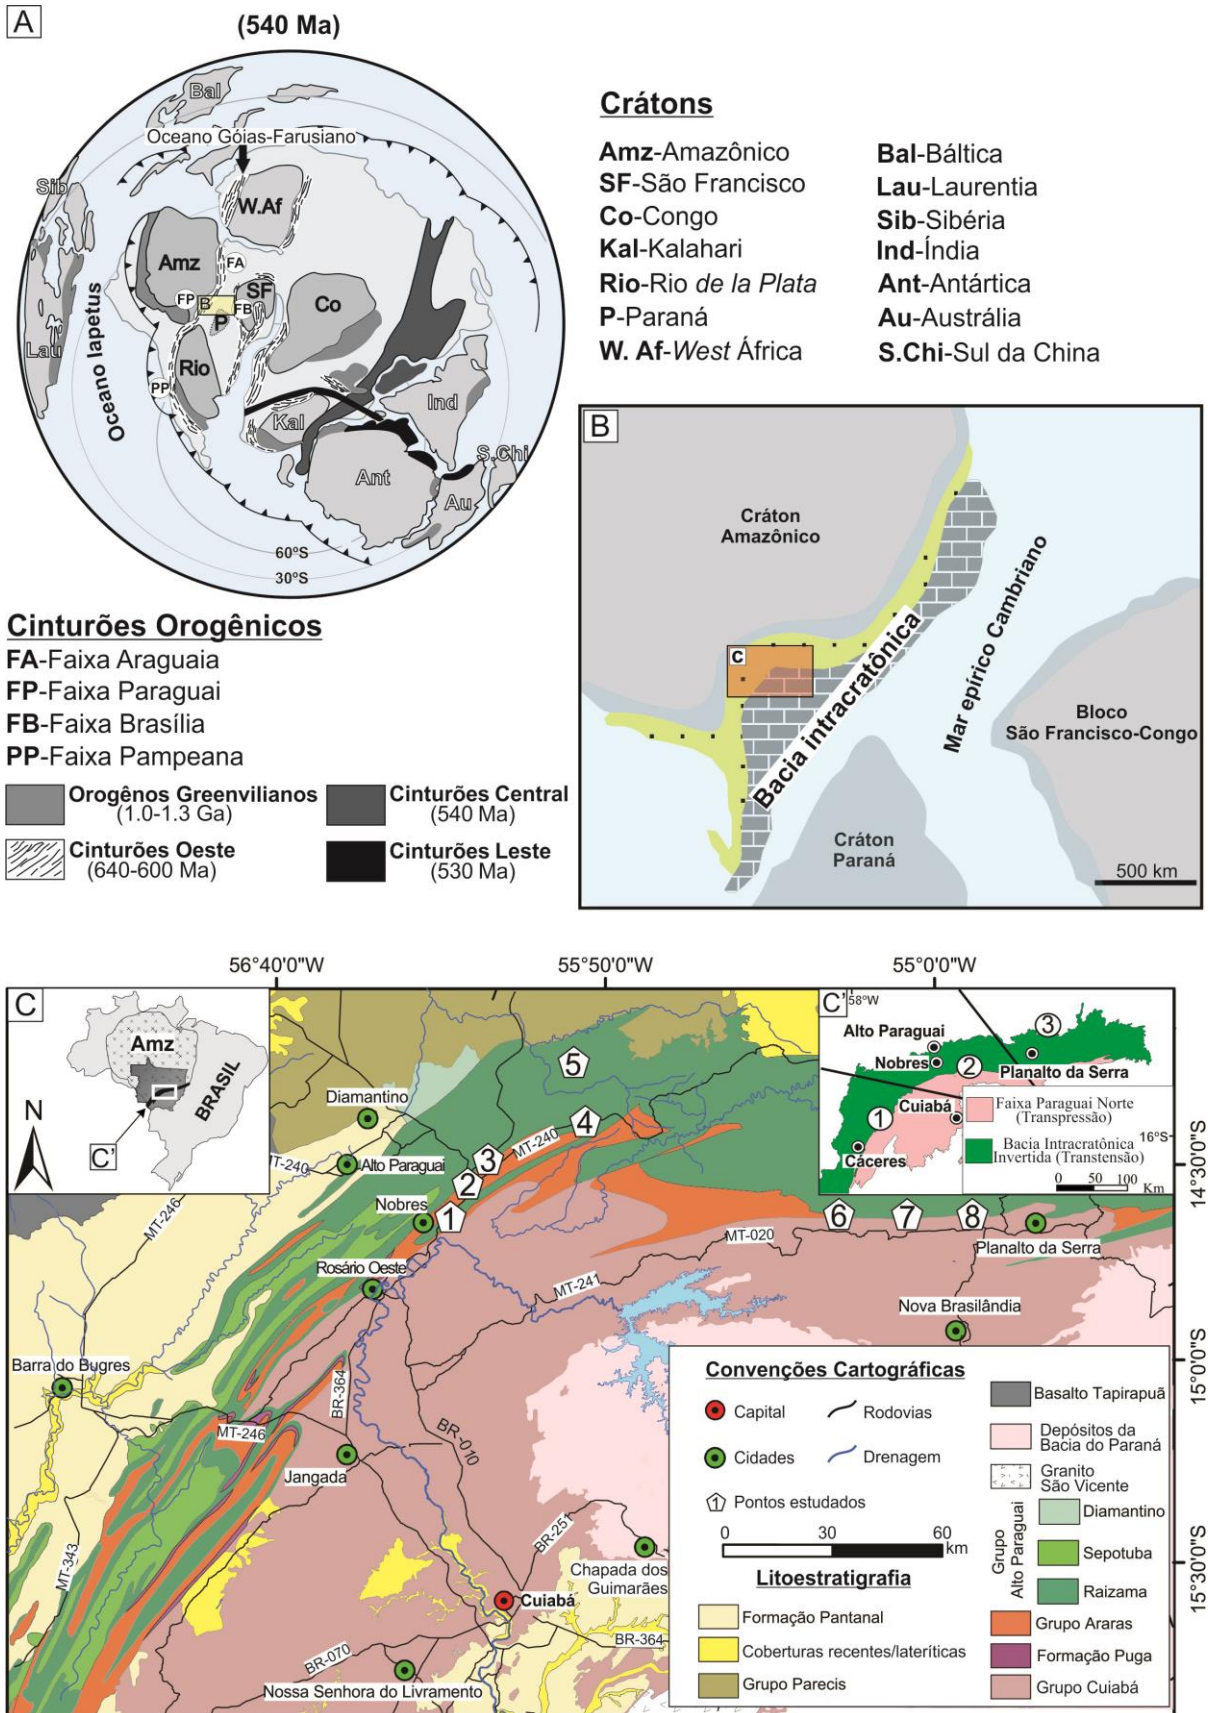 A
(540 Ma)
Bal
Oceano Góias-Farusiano
Sib
W.Af
Amz
FA
FP
B
SF
FB
P
Co
Lau
Oceano Iapetus
Rio
PP
Kal
Ind
S.Chi
Ant
Au
60ºS
30ºS
Crátons
Amz-Amazônico
SF-São Francisco
Co-Congo
Kal-Kalahari
Rio-Rio de la Plata
P-Paraná
W. Af-West África
Bal-Báltica
Lau-Laurentia
Sib-Sibéria
Ind-Índia
Ant-Antártica
Au-Austrália
S.Chi-Sul da China
Cinturões Orogênicos
FA-Faixa Araguaia
FP-Faixa Paraguai
FB-Faixa Brasília
PP-Faixa Pampeana
Orogênos Greenvilianos
(1.0-1.3 Ga)
Cinturões Central
(540 Ma)
Cinturões Oeste
(640-600 Ma)
Cinturões Leste
(530 Ma)
B
Cráton
Amazônico
c
Bacia intracratônica
Mar epírico Cambriano
Bloco
São Francisco-Congo
Cráton
Paraná
500 km
56°40'0"W
55°50'0"W
55°0'0"W
C
Amz
BRASIL
N
C'
C'
58°W
Alto Paraguai
3
Nobres
2
Planalto da Serra
Cuiabá
1
Cáceres
Faixa Paraguai Norte
(Transpressão)
Bacia Intracratônica
Invertida (Transtensão)
16°S
0
50
100
Km
5
Diamantino
4
MT-240
MT-240
3
Alto Paraguai
2
14°30'0"S
MT-246
Nobres
1
6
7
8
MT-020
Planalto da Serra
Rosário Oeste
MT-241
Nova Brasilândia
Barra do Bugres
BR-364
15°0'0"S
MT-246
BR-010
Jangada
MT-343
BR-251
Chapada dos
Guimarães
15°30'0"S
Cuiabá
BR-070
BR-364
Nossa Senhora do Livramento
Convenções Cartográficas
Capital
Rodovias
Cidades
Drenagem
1
Pontos estudados
0
30
60
km
Litoestratigrafia
Formação Pantanal
Coberturas recentes/lateríticas
Grupo Parecis
Basalto Tapirapuã
Depósitos da
Bacia do Paraná
Granito
São Vicente
Grupo
Alto Paraguai
Diamantino
Sepotuba
Raizama
Grupo Araras
Formação Puga
Grupo Cuiabá